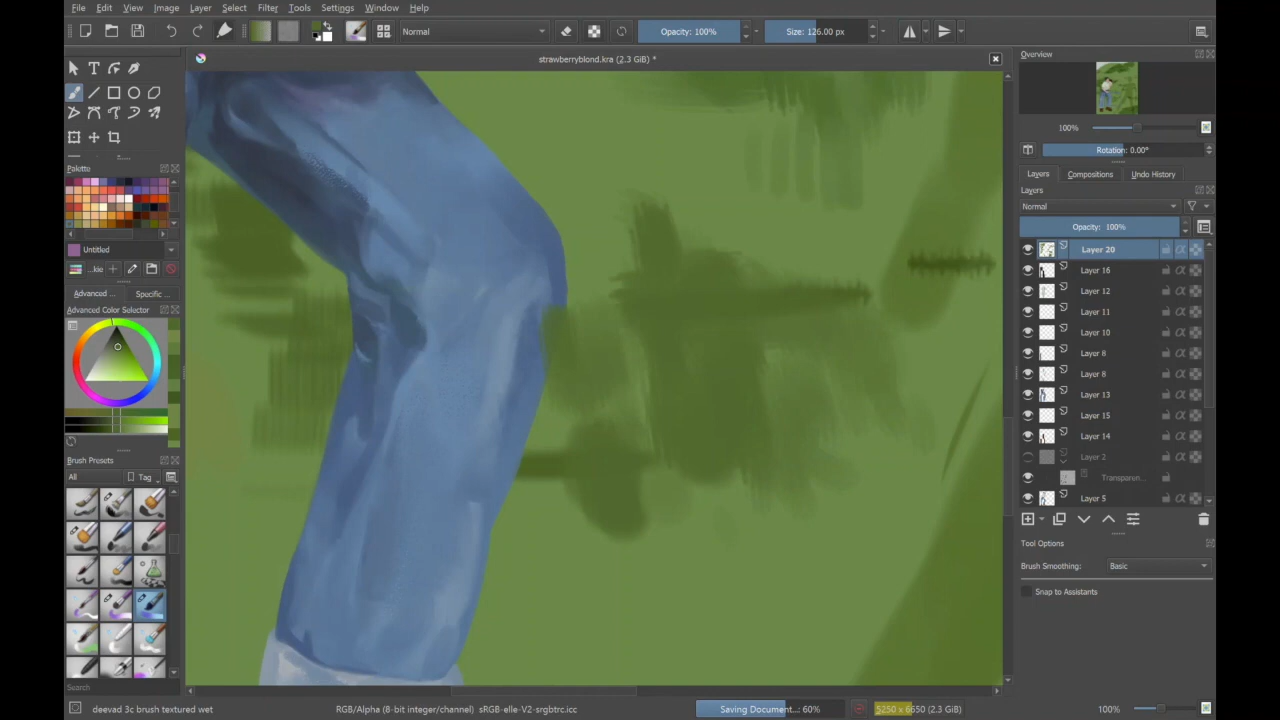 File Edit View Image Layer Select Filter Tools Settings Window Help
Normal Opacity: 100% Size: 126.00 px
strawberryblond.kra (2.3 GiB) *
Overview
100%
Rotation: 0.00°
Layers Compositions Undo History
Layers
Normal
Opacity: 100%
Layer 20
Layer 16
Layer 12
Layer 11
Layer 10
Layer 8
Layer 8
Layer 13
Layer 15
Layer 14
Layer 2
Transparen...
Layer 5
Tool Options
Brush Smoothing: Basic
Snap to Assistants
Palette
Untitled
...kie
Advanced ... Specific ...
Advanced Color Selector
Brush Presets
All Tag
Search
deevad 3c brush textured wet RGB/Alpha (8-bit integer/channel) sRGB-elle-V2-srgbtrc.icc Saving Document...: 60% 5250 x 6650 (2.3 GiB) 100%